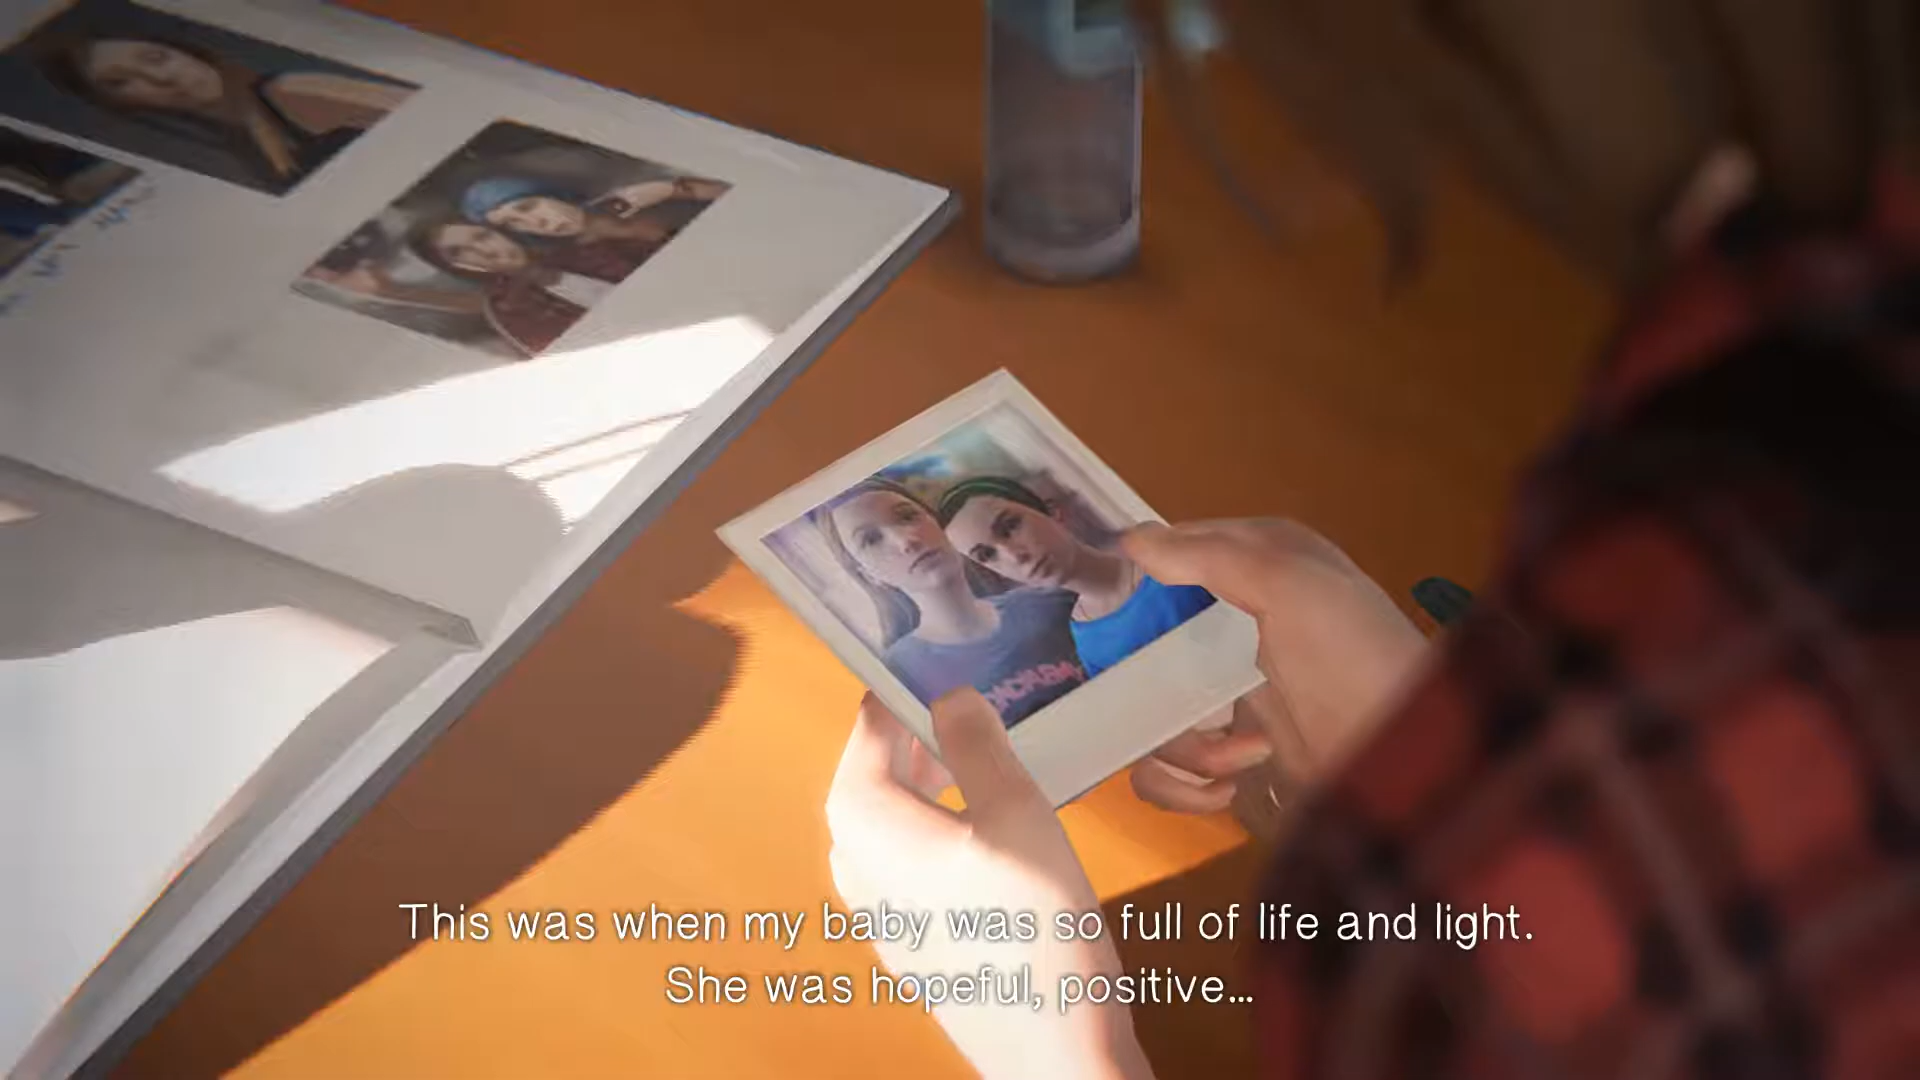 This was when my baby was so full of life and light.
She was hopeful, positive...